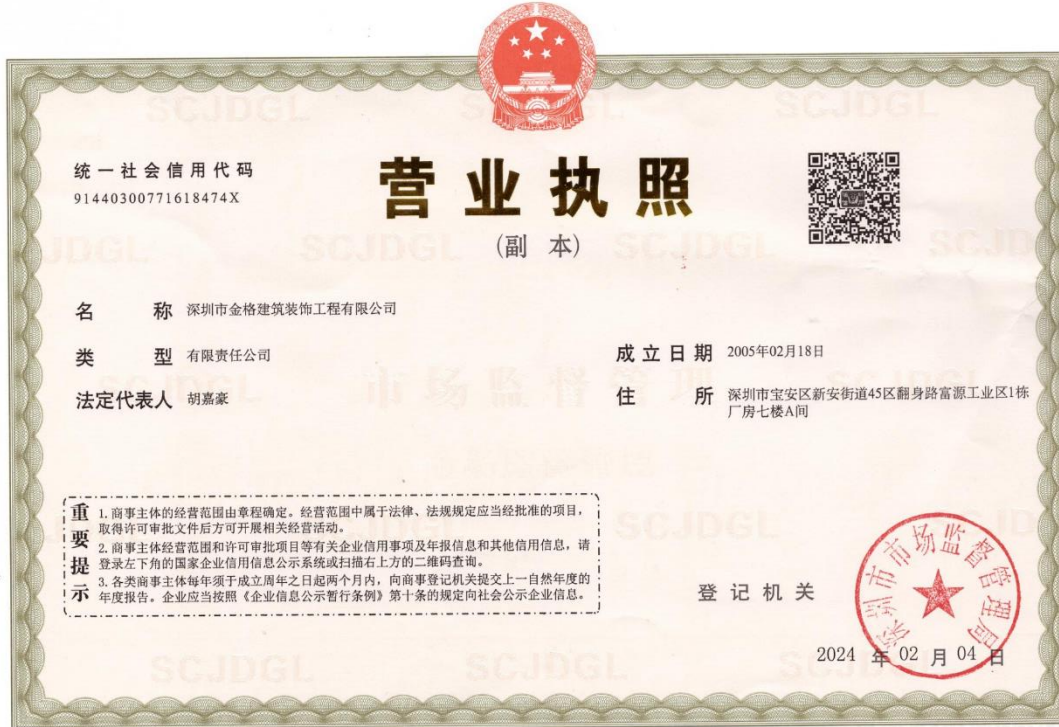 统一社会信用代码
91440300771618474X
营业执照
(副 本)
名 称 深圳市金格建筑装饰工程有限公司
类 型 有限责任公司
法定代表人 胡嘉豪
成立日期 2005年02月18日
住 所 深圳市宝安区新安街道45区翻身路富源工业区1栋
厂房七楼A间
重要提示
1. 商事主体的经营范围由章程确定。经营范围中属于法律、法规规定应当经批准的项目，
取得许可审批文件后方可开展相关经营活动。
2. 商事主体经营范围和许可审批项目等有关企业信用事项及年报信息和其他信用信息，请
登录左下角的国家企业信用信息公示系统或扫描右上方的二维码查询。
3. 各类商事主体每年须于成立周年之日起两个月内，向商事登记机关提交上一自然年度的
年度报告。企业应当按照《企业信息公示暂行条例》第十条的规定向社会公示企业信息。
登记机关
深圳市市场监督管理局
2024 年 02 月 04 日
SCJDGL
市场监督管理